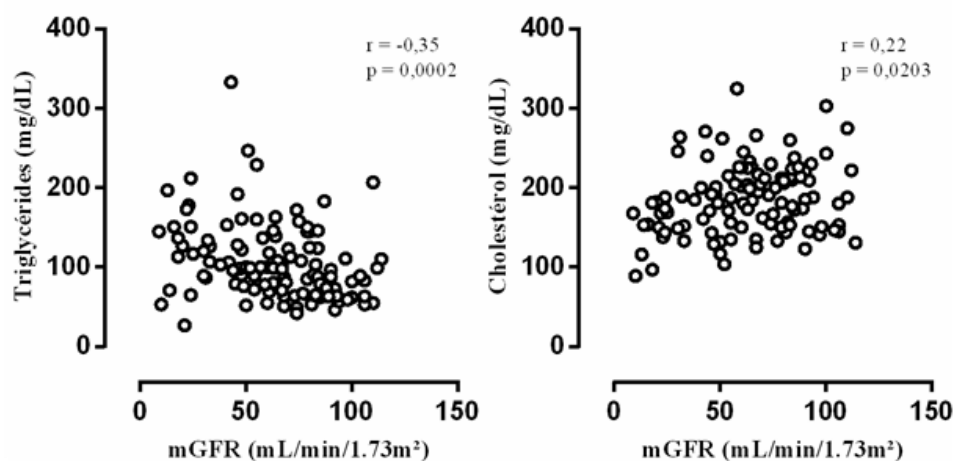 400
300
200
100
0
Triglycérides (mg/dL)
r = -0,35
p = 0,0002
0 50 100 150
mGFR (mL/min/1.73m²)
400
300
200
100
0
Cholestérol (mg/dL)
r = 0,22
p = 0,0203
0 50 100 150
mGFR (mL/min/1.73m²)